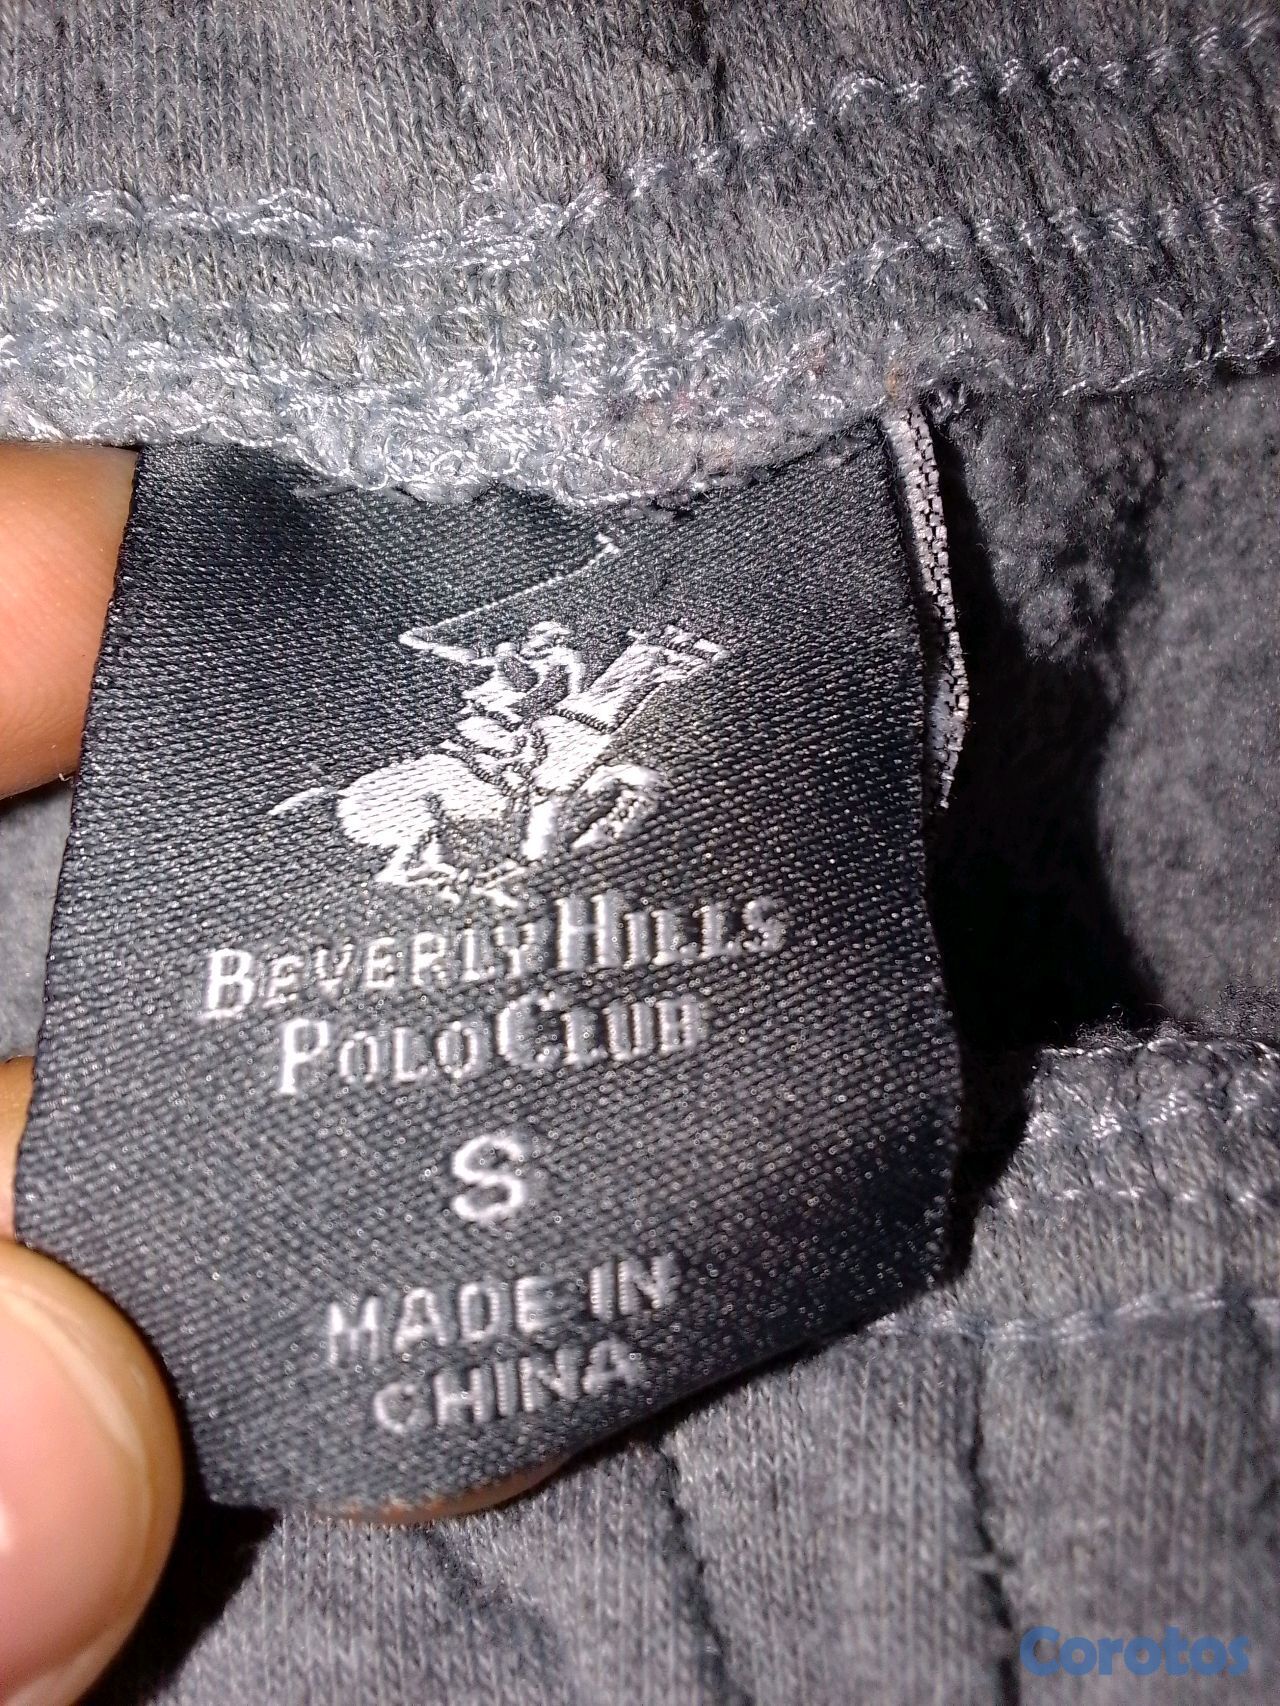 BEVERLY HILLS
POLO CLUB
S
MADE IN
CHINA
Corotos